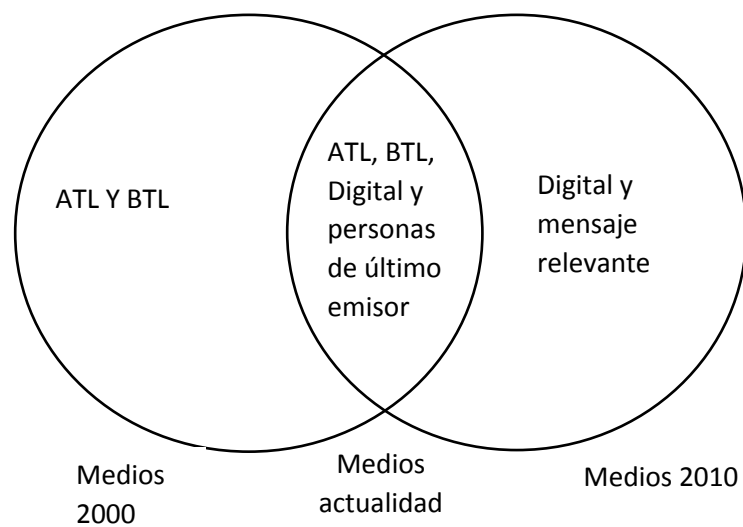 ATL Y BTL
ATL, BTL,
Digital y
personas
de último
emisor
Digital y
mensaje
relevante
Medios
2000
Medios
actualidad
Medios 2010